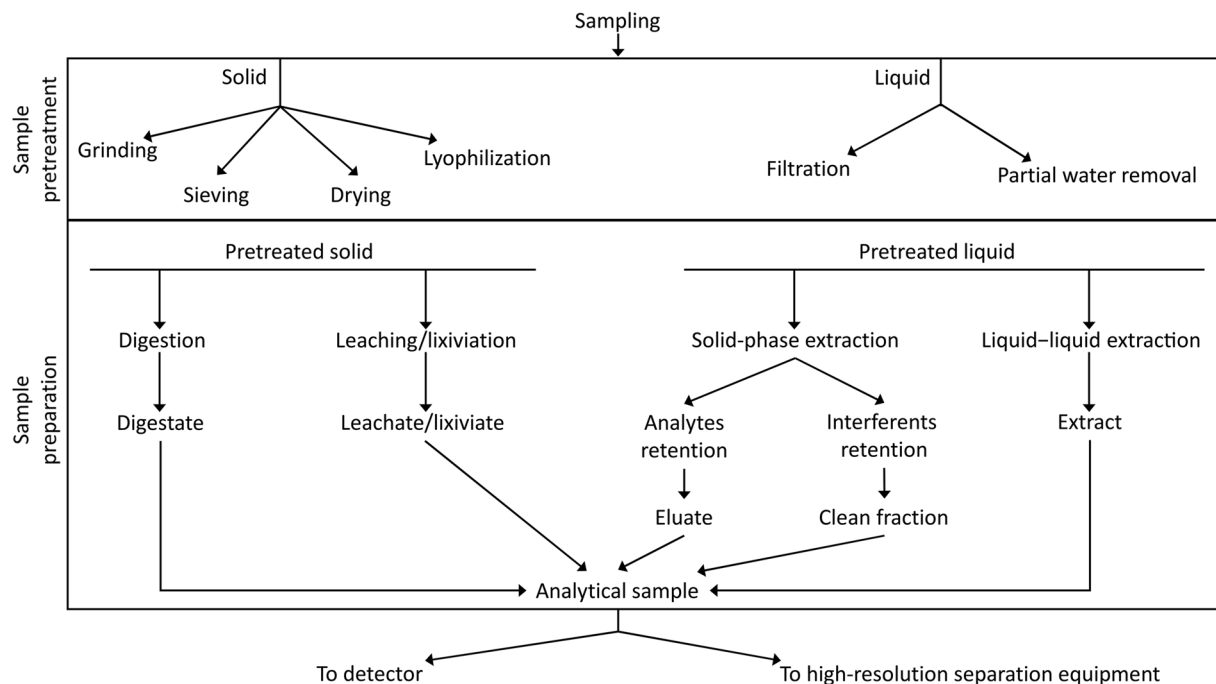 Sampling
Sample
pretreatment
Solid
Liquid
Grinding
Sieving
Drying
Lyophilization
Filtration
Partial water removal
Sample
preparation
Pretreated solid
Pretreated liquid
Digestion
Leaching/lixiviation
Solid-phase extraction
Liquid–liquid extraction
Digestate
Leachate/lixiviate
Analytes
retention
Interferents
retention
Extract
Eluate
Clean fraction
Analytical sample
To detector
To high-resolution separation equipment